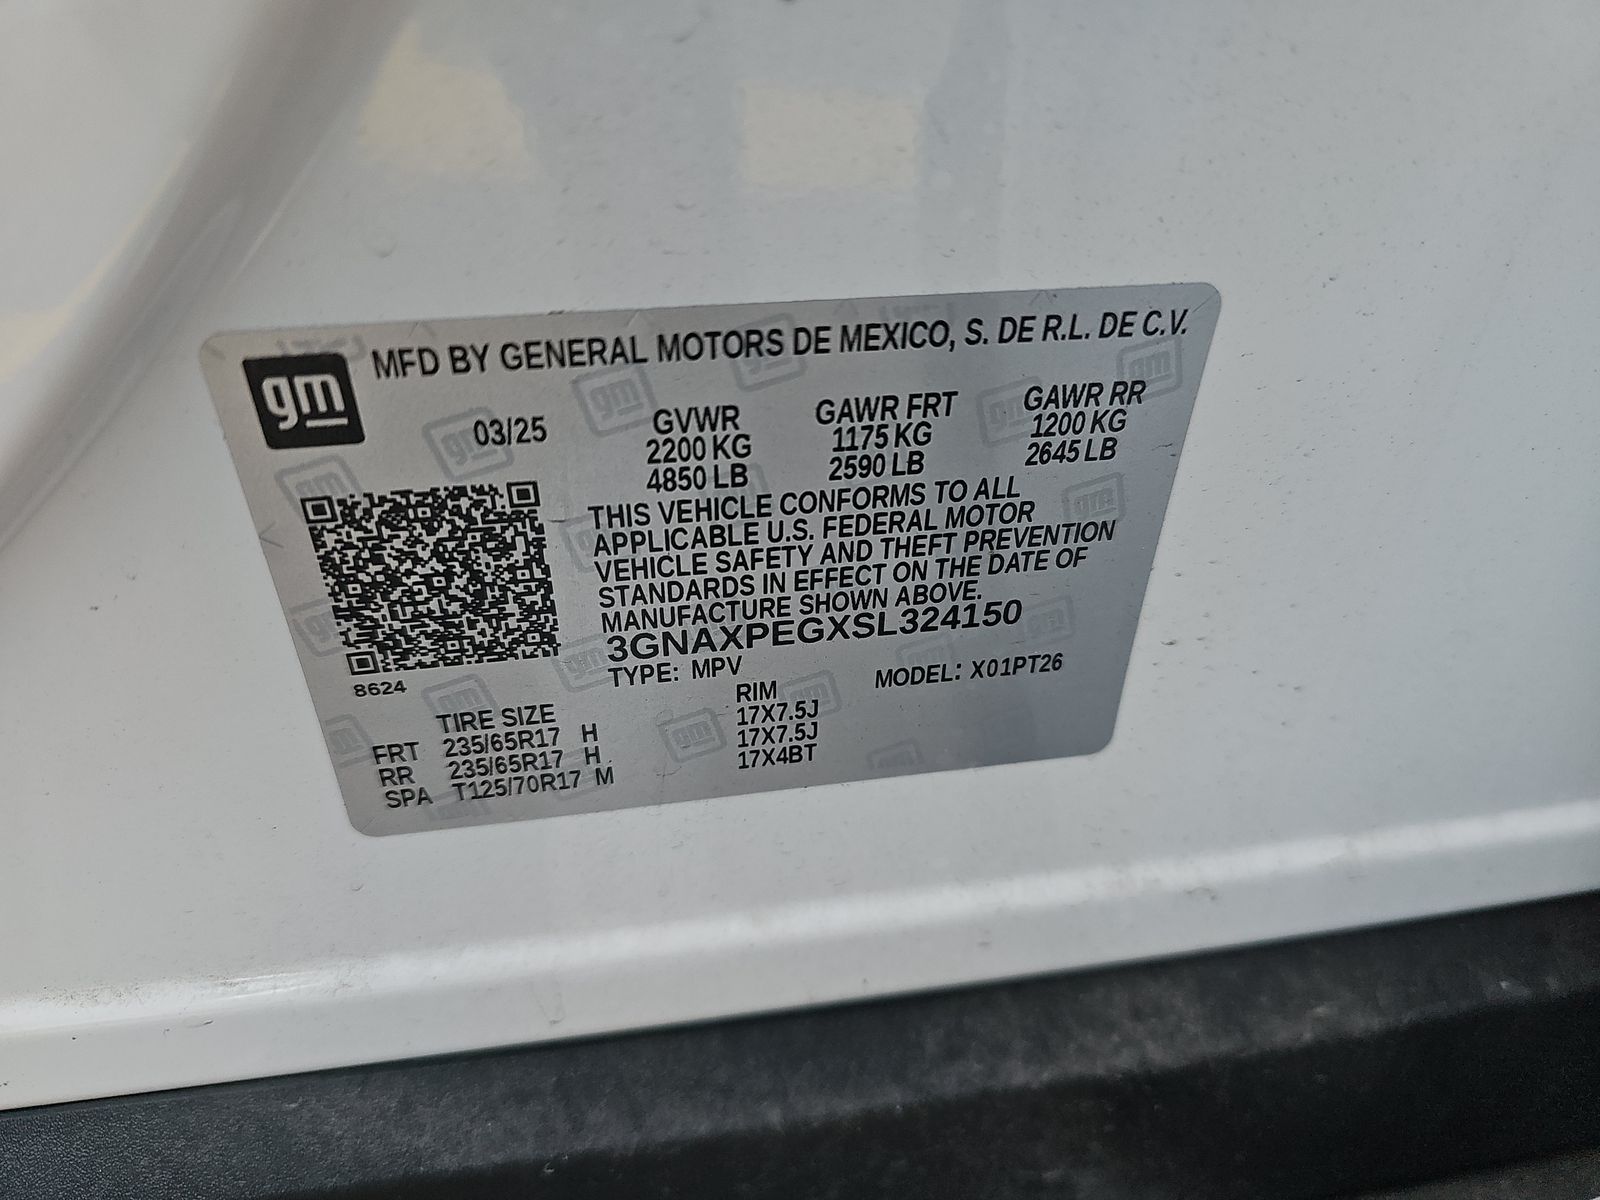 gm MFD BY GENERAL MOTORS DE MEXICO, S. DE R.L. DE C.V.
03/25 GVWR GAWR FRT GAWR RR
2200 KG 1175 KG 1200 KG
4850 LB 2590 LB 2645 LB
THIS VEHICLE CONFORMS TO ALL
APPLICABLE U.S. FEDERAL MOTOR
VEHICLE SAFETY AND THEFT PREVENTION
STANDARDS IN EFFECT ON THE DATE OF
MANUFACTURE SHOWN ABOVE.
3GNAXPEGXSL324150
TYPE: MPV MODEL: X01PT26
8624
TIRE SIZE RIM
FRT 235/65R17 H 17X7.5J
RR 235/65R17 H 17X7.5J
SPA T125/70R17 M 17X4BT